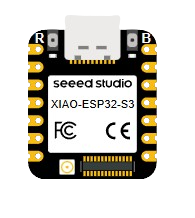 R B
seeed studio
XIAO-ESP32-S3
FC CE